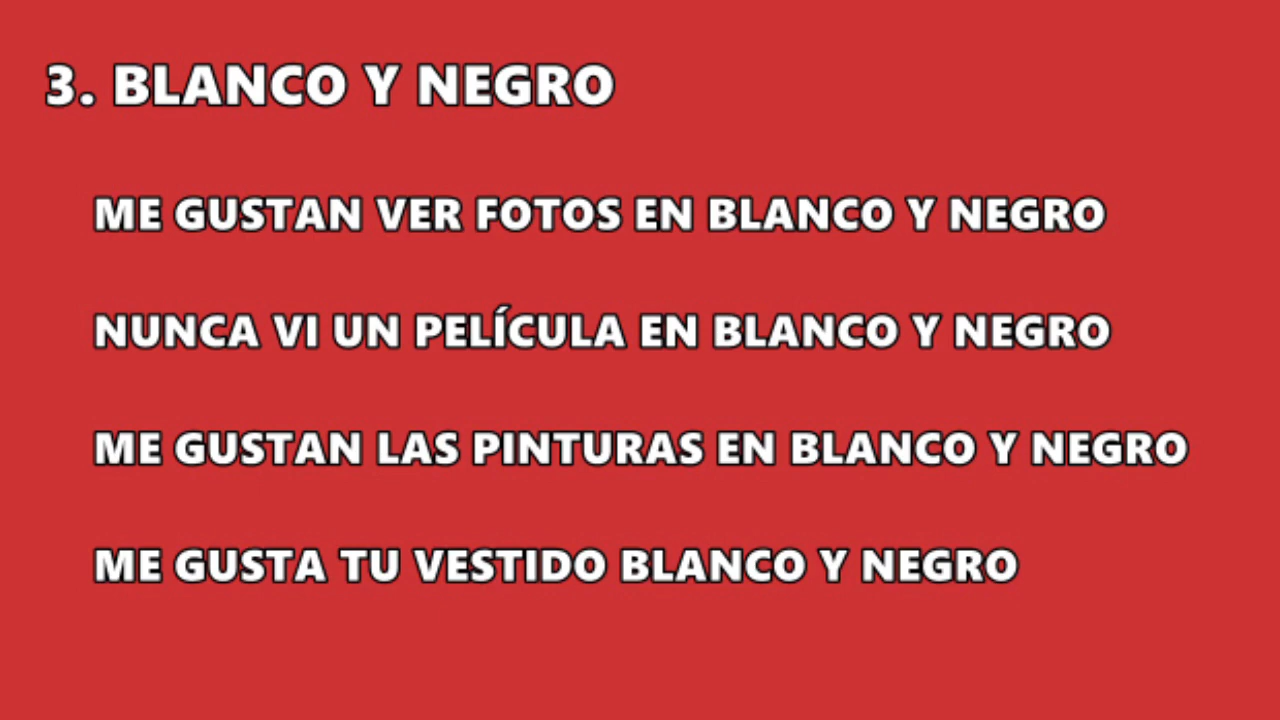 3. BLANCO Y NEGRO
ME GUSTAN VER FOTOS EN BLANCO Y NEGRO
NUNCA VI UN PELÍCULA EN BLANCO Y NEGRO
ME GUSTAN LAS PINTURAS EN BLANCO Y NEGRO
ME GUSTA TU VESTIDO BLANCO Y NEGRO